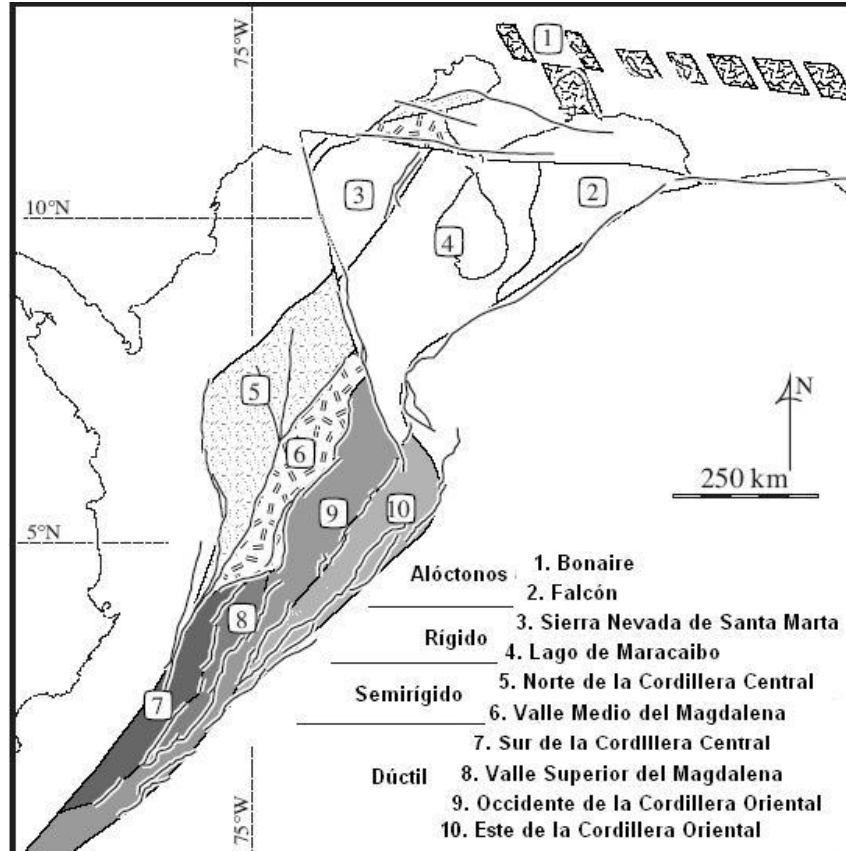 75°W
1
2
3
10°N
4
5
N
6
250 km
9
10
5°N
8
7
75°W
Alóctonos
1. Bonaire
2. Falcón
Rígido
3. Sierra Nevada de Santa Marta
4. Lago de Maracaibo
Semirígido
5. Norte de la Cordillera Central
6. Valle Medio del Magdalena
Dúctil
7. Sur de la Cordlllera Central
8. Valle Superior del Magdalena
9. Occidente de la Cordillera Oriental
10. Este de la Cordillera Oriental